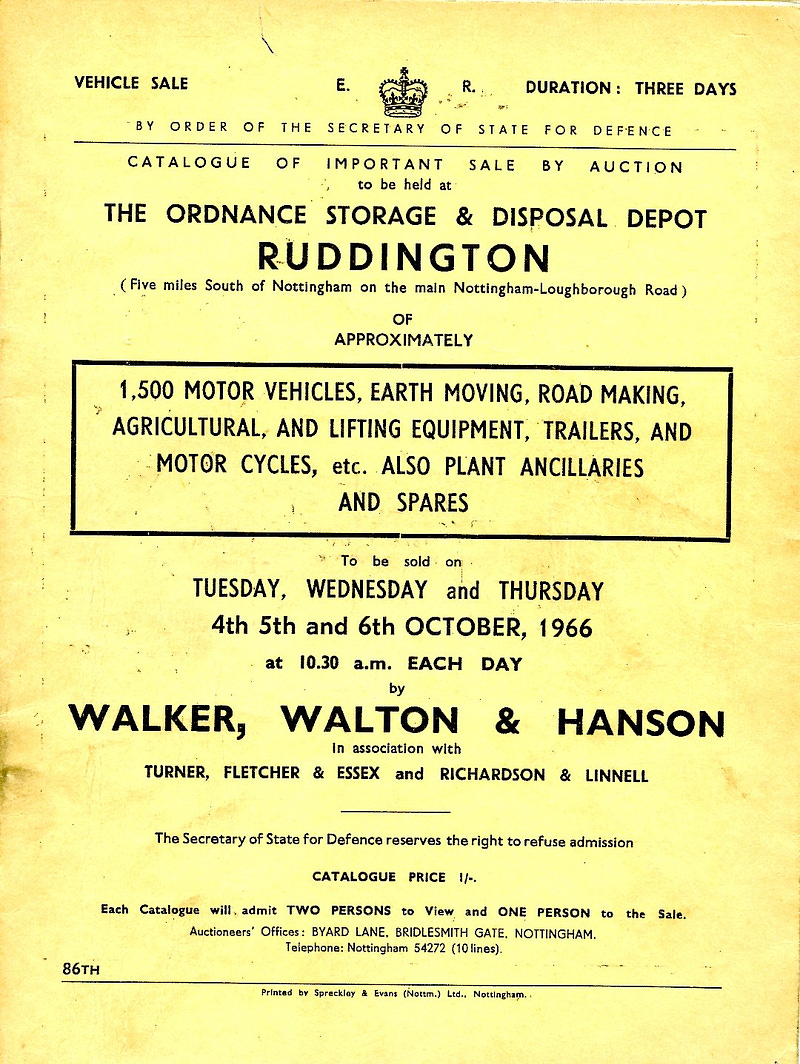 VEHICLE SALE E. R. DURATION: THREE DAYS
BY ORDER OF THE SECRETARY OF STATE FOR DEFENCE
CATALOGUE OF IMPORTANT SALE BY AUCTION
to be held at
THE ORDNANCE STORAGE & DISPOSAL DEPOT
RUDDINGTON
(Five miles South of Nottingham on the main Nottingham-Loughborough Road)
OF
APPROXIMATELY
1,500 MOTOR VEHICLES, EARTH MOVING, ROAD MAKING,
AGRICULTURAL, AND LIFTING EQUIPMENT, TRAILERS, AND
MOTOR CYCLES, etc. ALSO PLANT ANCILLARIES
AND SPARES
To be sold on
TUESDAY, WEDNESDAY and THURSDAY
4th 5th and 6th OCTOBER, 1966
at 10.30 a.m. EACH DAY
by
WALKER, WALTON & HANSON
in association with
TURNER, FLETCHER & ESSEX and RICHARDSON & LINNELL
The Secretary of State for Defence reserves the right to refuse admission
CATALOGUE PRICE 1/-.
Each Catalogue will admit TWO PERSONS to View and ONE PERSON to the Sale.
Auctioneers' Offices: BYARD LANE, BRIDLESMITH GATE, NOTTINGHAM.
Telephone: Nottingham 54272 (10 lines).
86TH
Printed by Spreckley & Evans (Nottm.) Ltd., Nottingham.